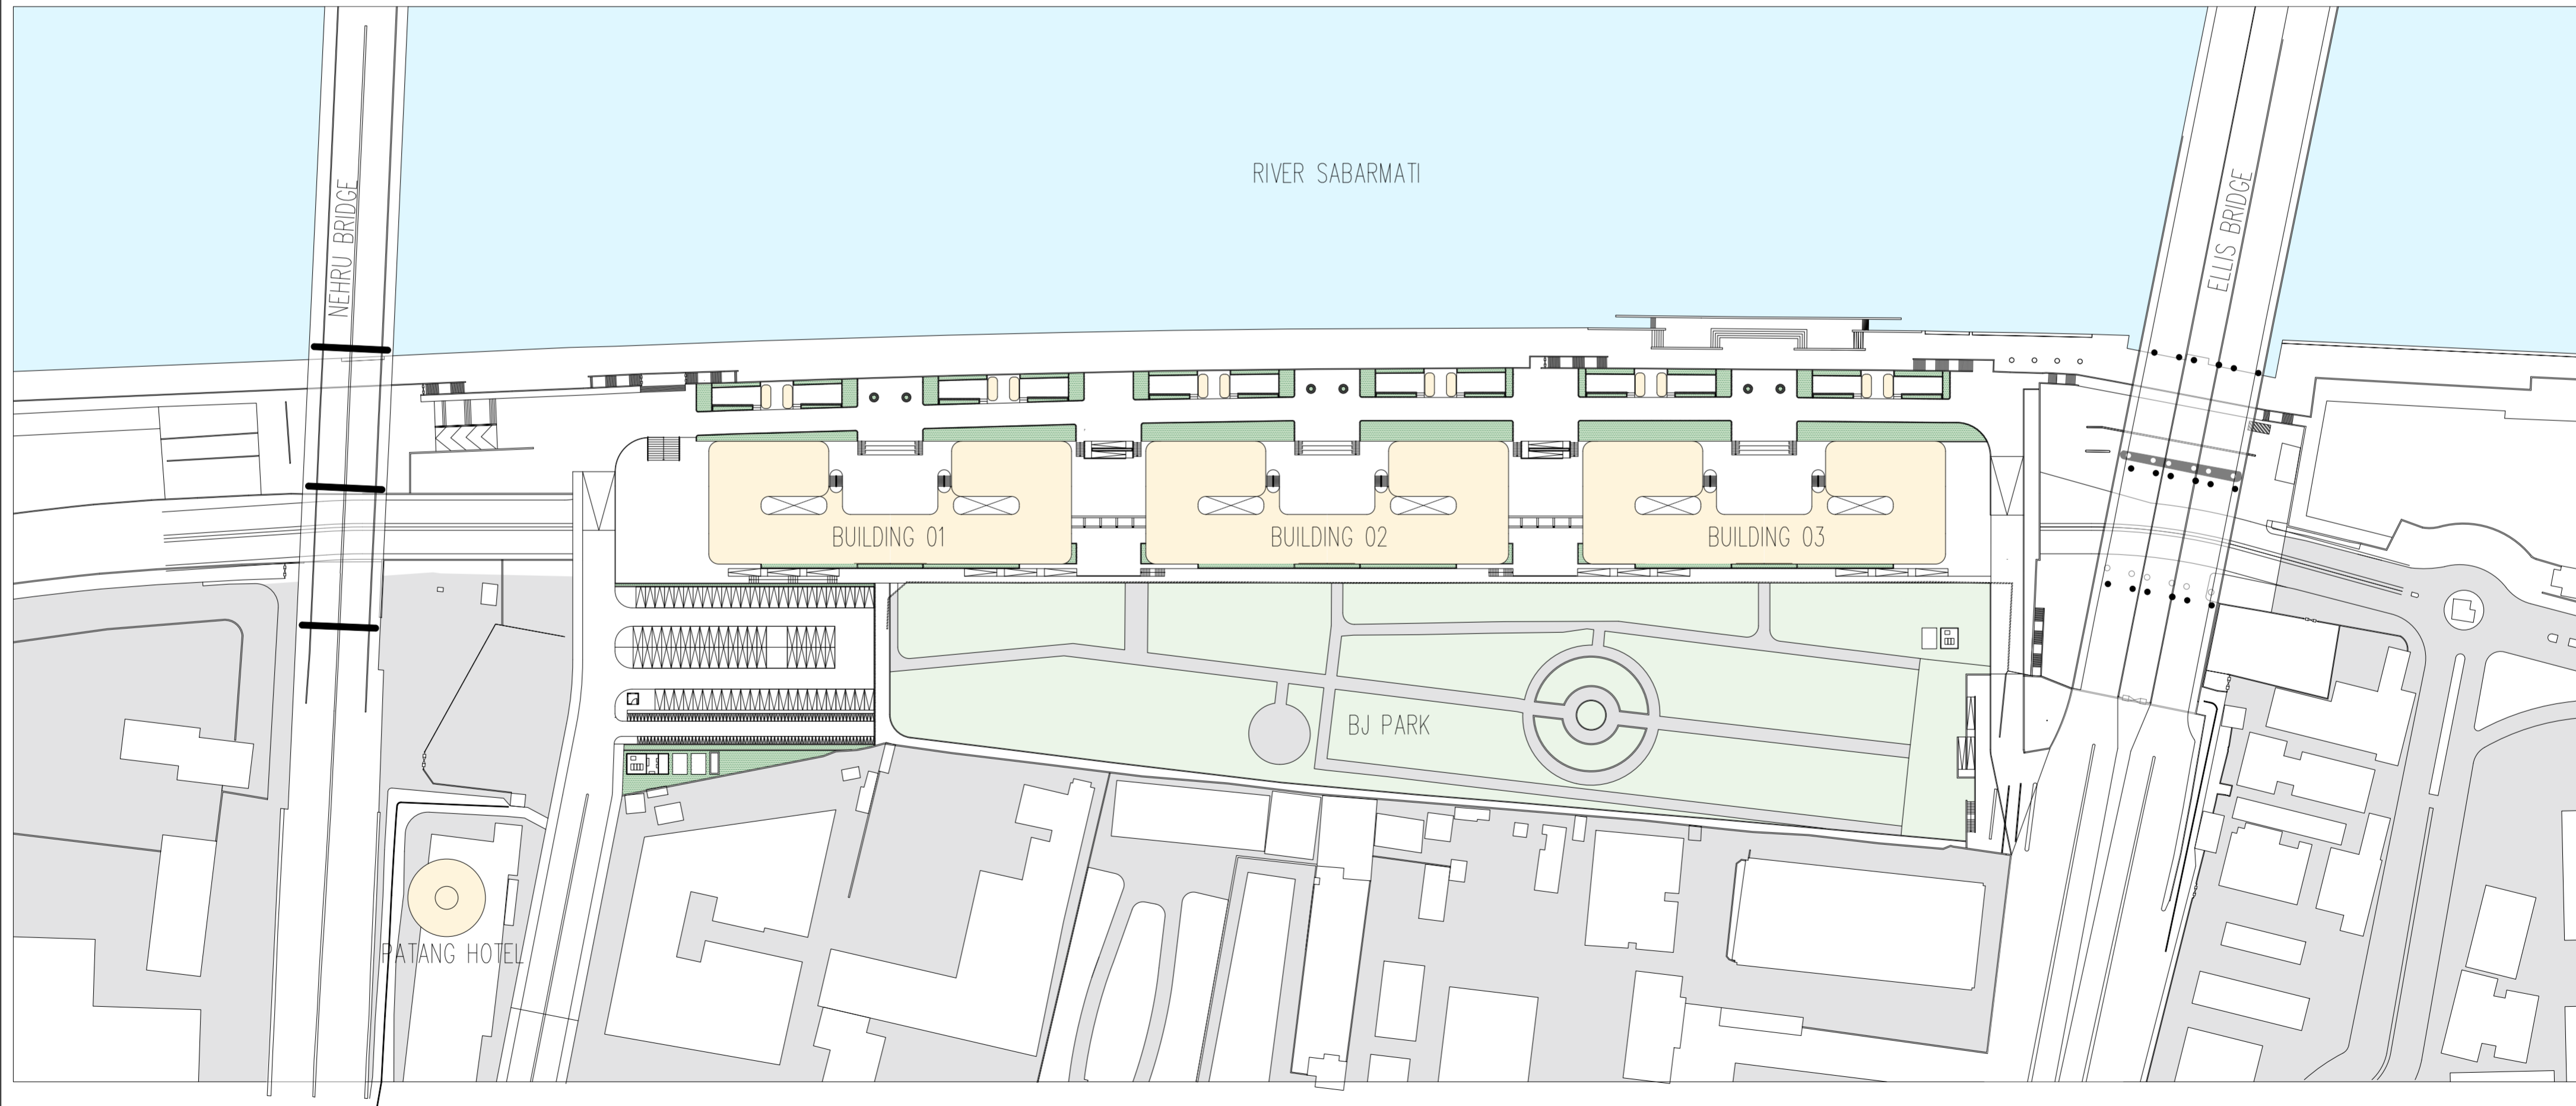 RIVER SABARMATI
NEHRU BRIDGE
ELLIS BRIDGE
BUILDING 01
BUILDING 02
BUILDING 03
BJ PARK
PATANG HOTEL